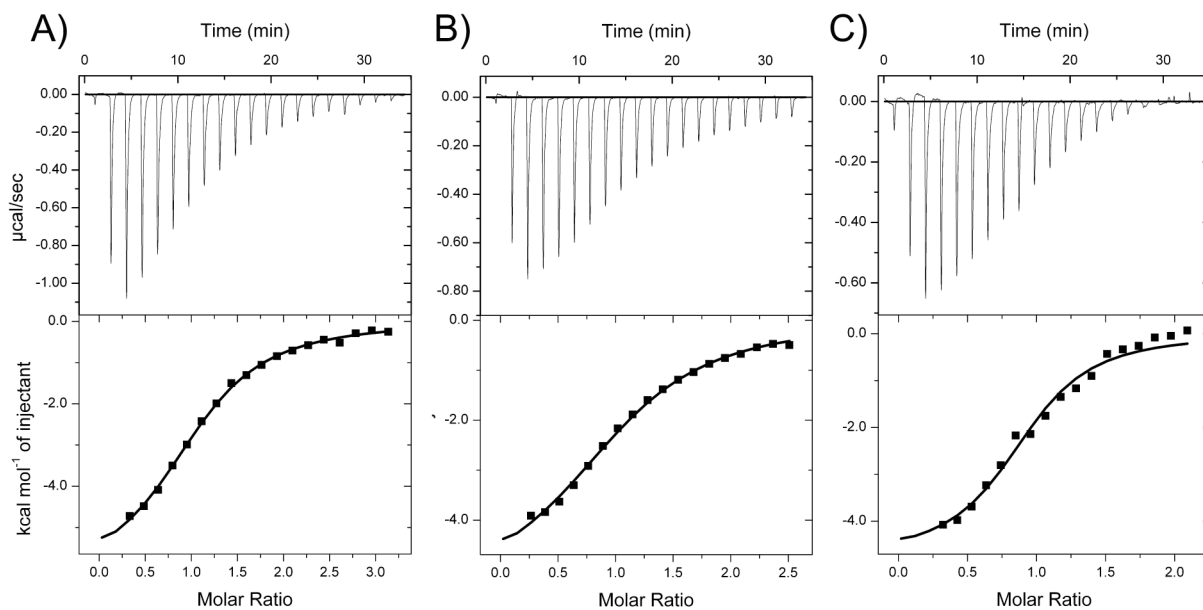 A)
Time (min)
0 10 20 30
0.00
-0.20
-0.40
-0.60
-0.80
-1.00
µcal/sec
0.0
-2.0
-4.0
kcal mol⁻¹ of injectant
0.0 0.5 1.0 1.5 2.0 2.5 3.0
Molar Ratio
B)
Time (min)
0 10 20 30
0.00
-0.20
-0.40
-0.60
-0.80
0.0
-2.0
-4.0
0.0 0.5 1.0 1.5 2.0 2.5
Molar Ratio
C)
Time (min)
0 10 20 30
0.00
-0.20
-0.40
-0.60
0.0
-2.0
-4.0
0.0 0.5 1.0 1.5 2.0
Molar Ratio